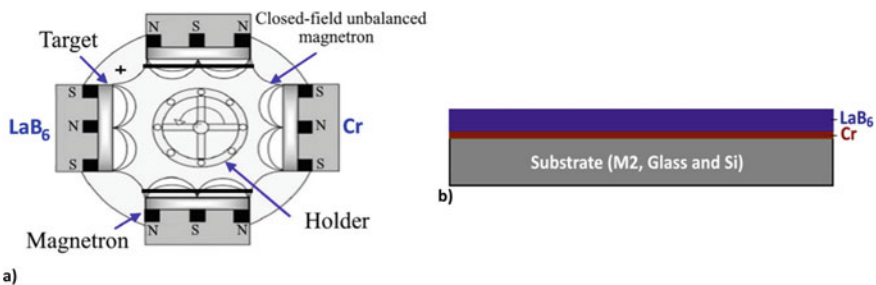 N S N
Closed-field unbalanced
magnetron
Target
+
S
N
S
LaB6
S
N
S
Cr
N S N
Magnetron
Holder
a)
LaB6
Cr
Substrate (M2, Glass and Si)
b)